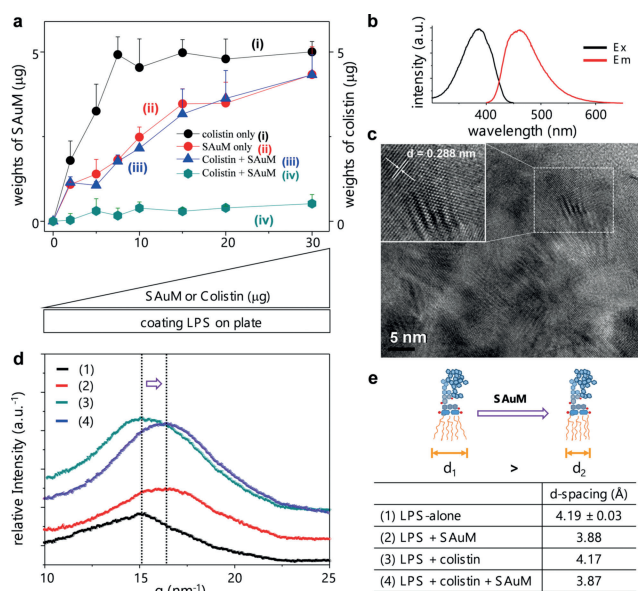 a
weights of SAuM (µg)
weights of colistin (µg)
5
0
5
0
(i)
(ii)
(iii)
(iv)
colistin only (i)
SAuM only (ii)
Colistin + SAuM (iii)
Colistin + SAuM (iv)
0 10 20 30
SAuM or Colistin (µg)
coating LPS on plate
b
intensity (a.u.)
Ex
Em
400 500 600
wavelength (nm)
c
d = 0.288 nm
5 nm
d
relative Intensity (a.u.⁻¹)
(1)
(2)
(3)
(4)
10 15 20 25
e
SAuM
d₁ > d₂
d-spacing (Å)
(1) LPS-alone 4.19 ± 0.03
(2) LPS + SAuM 3.88
(3) LPS + colistin 4.17
(4) LPS + colistin + SAuM 3.87